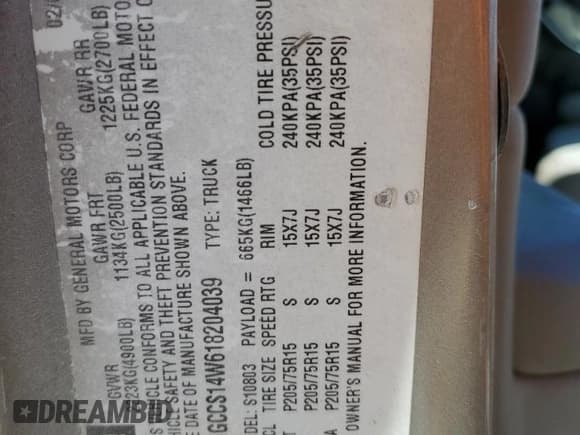 MFD BY GENERAL MOTORS CORP 02/
GVWR GAWR FRT GAWR RR
23KG(4900LB) 1134KG(2500LB) 1225KG(2700LB)
VEHICLE CONFORMS TO ALL APPLICABLE U.S. FEDERAL MOTO
SAFETY AND THEFT PREVENTION STANDARDS IN EFFECT O
E DATE OF MANUFACTURE SHOWN ABOVE.
GCCS14W618204039 TYPE: TRUCK
DEL: S10803 PAYLOAD = 665KG(1466LB)
CL TIRE SIZE SPEED RTG RIM COLD TIRE PRESSU
T P205/75R15 S 15X7J 240KPA(35PSI)
P205/75R15 S 15X7J 240KPA(35PSI)
A P205/75R15 S 15X7J 240KPA(35PSI)
OWNER'S MANUAL FOR MORE INFORMATION.
DREAMBID